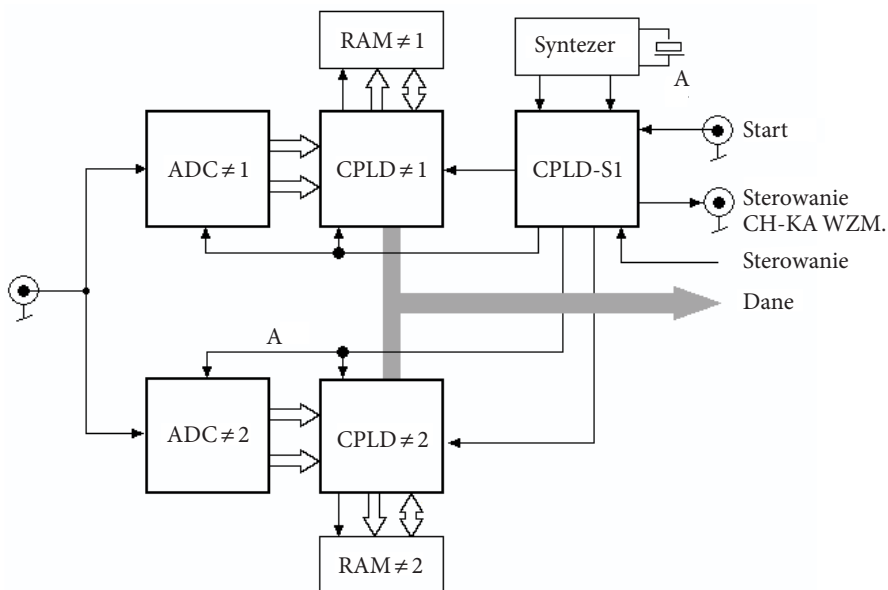 RAM ≠ 1
Syntezer
A
ADC ≠ 1
CPLD ≠ 1
CPLD-S1
Start
Sterowanie
CH-KA WZM.
Sterowanie
Dane
A
ADC ≠ 2
CPLD ≠ 2
RAM ≠ 2